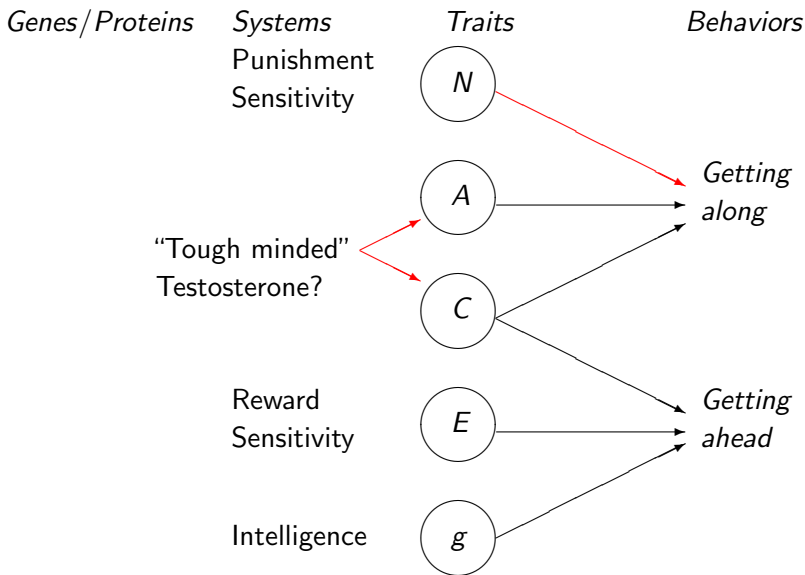 Genes/Proteins Systems Traits Behaviors
Punishment
Sensitivity
N
A
Getting
along
“Tough minded”
Testosterone?
C
Reward
Sensitivity
E
Getting
ahead
Intelligence
g